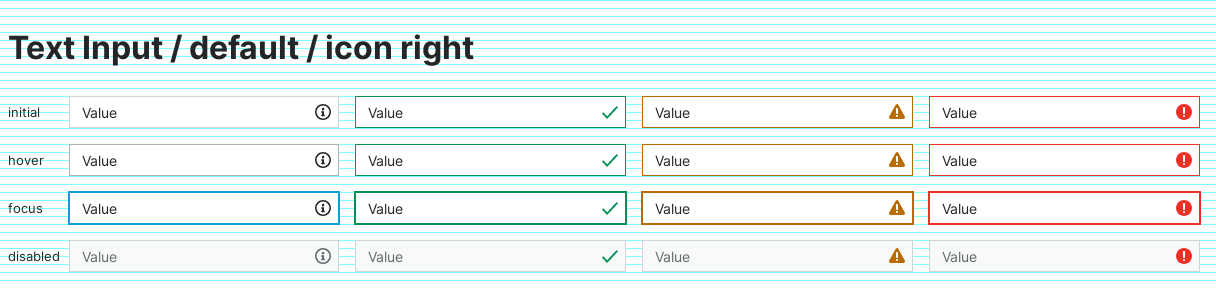 Text Input / default / icon right
initial Value Value Value Value
hover Value Value Value Value
focus Value Value Value Value
disabled Value Value Value Value